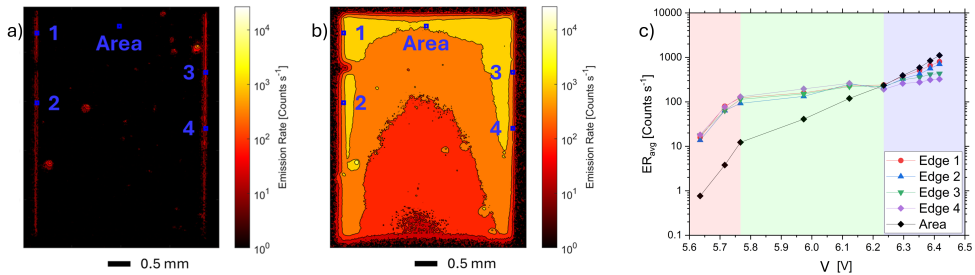 a)
1
Area
2
3
4
10⁴
10³
10²
10¹
10⁰
Emission Rate [Counts s⁻¹]
0.5 mm
b)
1
Area
2
3
4
10⁴
10³
10²
10¹
10⁰
Emission Rate [Counts s⁻¹]
0.5 mm
c)
ER_avg [Counts s⁻¹]
10000
1000
100
10
1
0.1
Edge 1
Edge 2
Edge 3
Edge 4
Area
5.6 5.7 5.8 5.9 6.0 6.1 6.2 6.3 6.4 6.5
V [V]